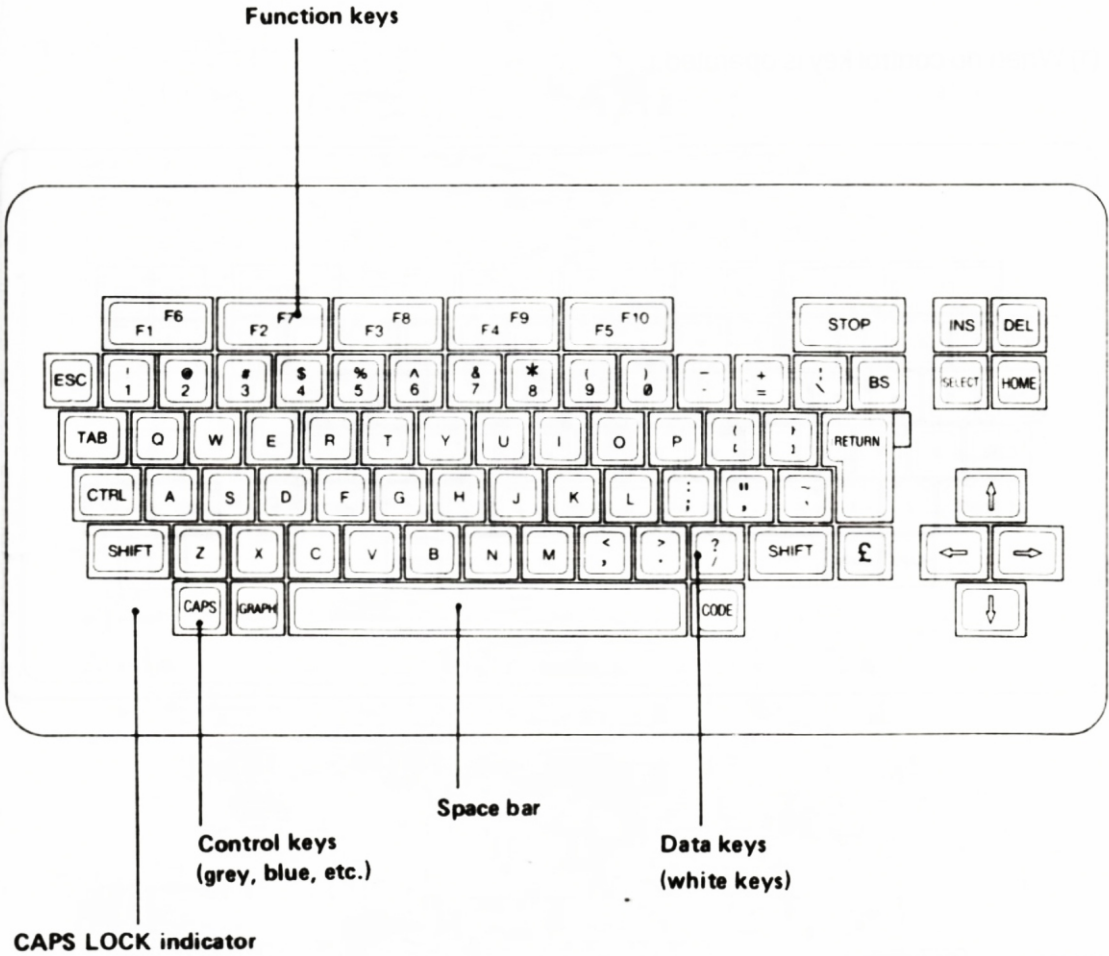 Function keys
F6 F7 F8 F9 F10
F1 F2 F3 F4 F5 STOP INS DEL
ESC ! 1 @ 2 # 3 $ 4 % 5 ^ 6 & 7 * 8 ( 9 ) 0 _ - + = ¦ \ BS SELECT HOME
TAB Q W E R T Y U I O P { [ } ] RETURN
CTRL A S D F G H J K L : ; " , ~ ` ⇧
SHIFT Z X C V B N M < , > . ? / SHIFT £ ⇦ ⇨
CAPS GRAPH CODE ⇩
Space bar
Control keys
(grey, blue, etc.)
Data keys
(white keys)
CAPS LOCK indicator